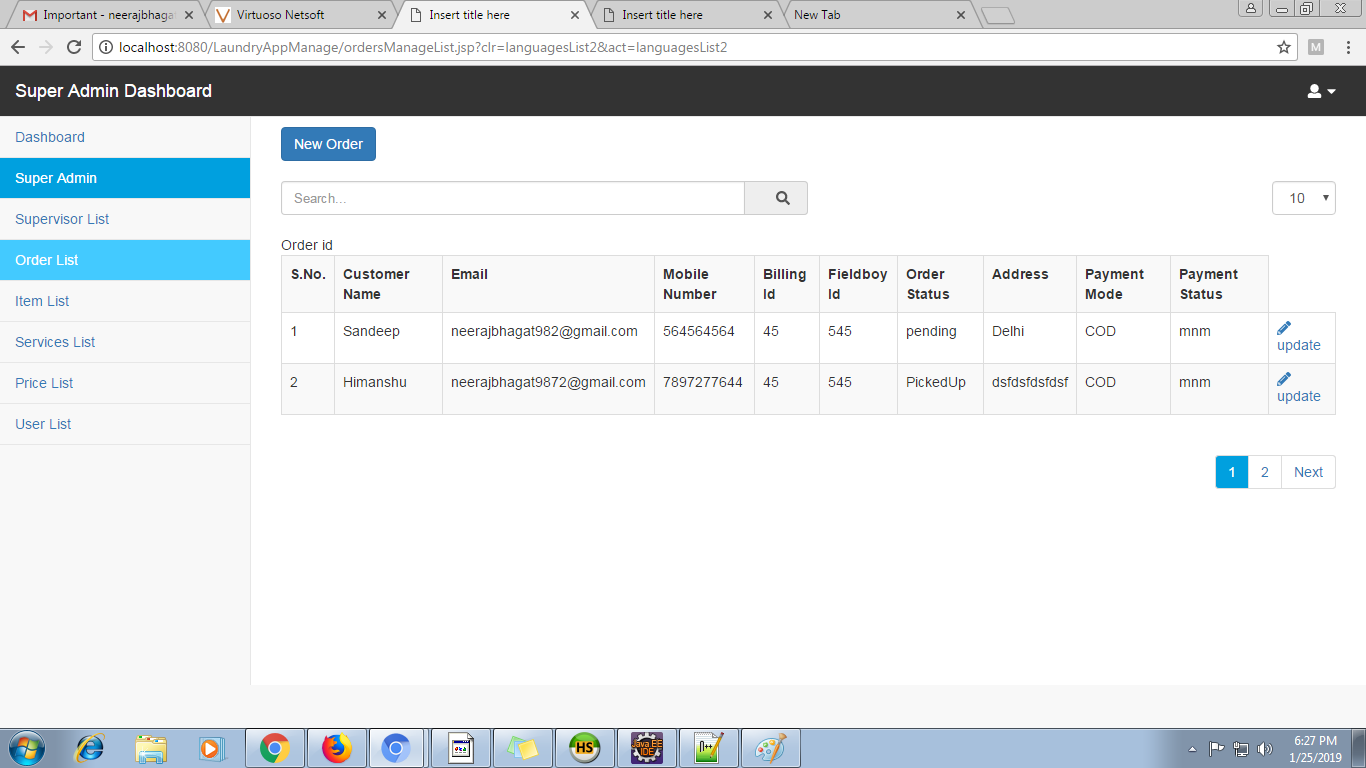 Important - neerajbhaga
Virtuoso Netsoft
Insert title here
Insert title here
New Tab
localhost:8080/LaundryAppManage/ordersManageList.jsp?clr=languagesList2&act=languagesList2
M
Super Admin Dashboard
Dashboard
Super Admin
Supervisor List
Order List
Item List
Services List
Price List
User List
New Order
Search...
10
Order id
S.No. Customer Name Email Mobile Number Billing Id Fieldboy Id Order Status Address Payment Mode Payment Status
1 Sandeep neerajbhagat982@gmail.com 564564564 45 545 pending Delhi COD mnm update
2 Himanshu neerajbhagat9872@gmail.com 7897277644 45 545 PickedUp dsfdsfdsfdsf COD mnm update
1 2 Next
HS
Java EE
IDE
6:27 PM
1/25/2019